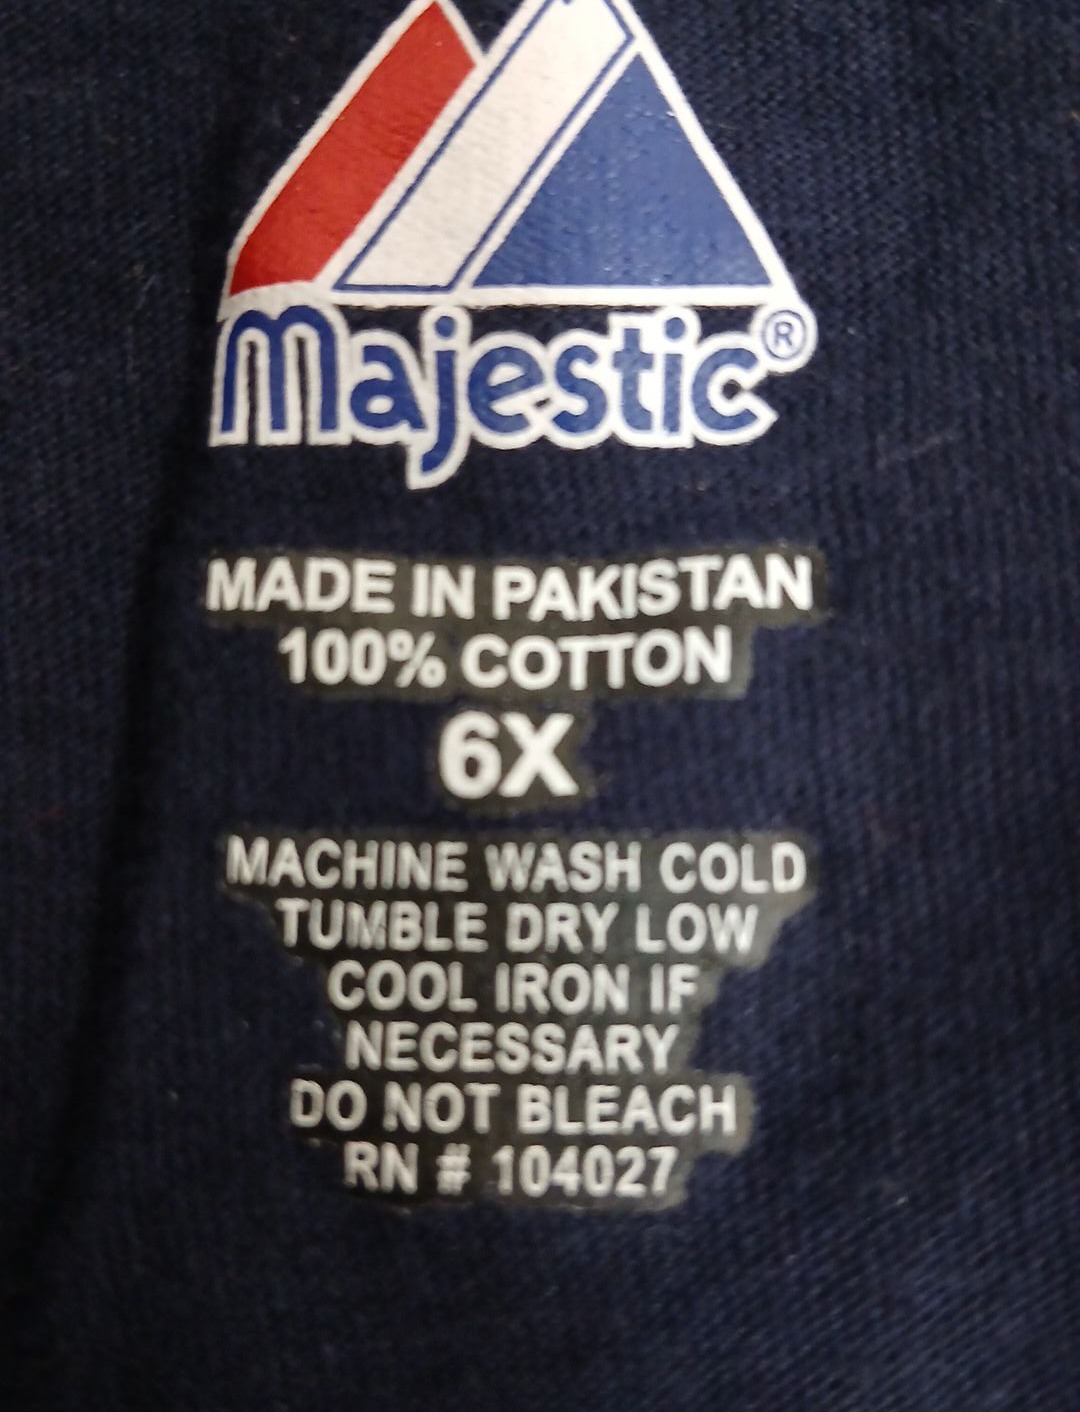 Majestic®
MADE IN PAKISTAN
100% COTTON
6X
MACHINE WASH COLD
TUMBLE DRY LOW
COOL IRON IF
NECESSARY
DO NOT BLEACH
RN # 104027